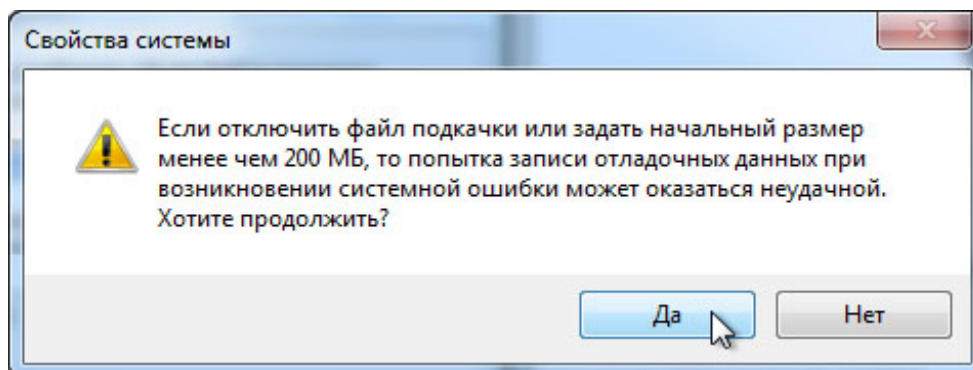 Свойства системы
Если отключить файл подкачки или задать начальный размер
менее чем 200 МБ, то попытка записи отладочных данных при
возникновении системной ошибки может оказаться неудачной.
Хотите продолжить?
Да
Нет